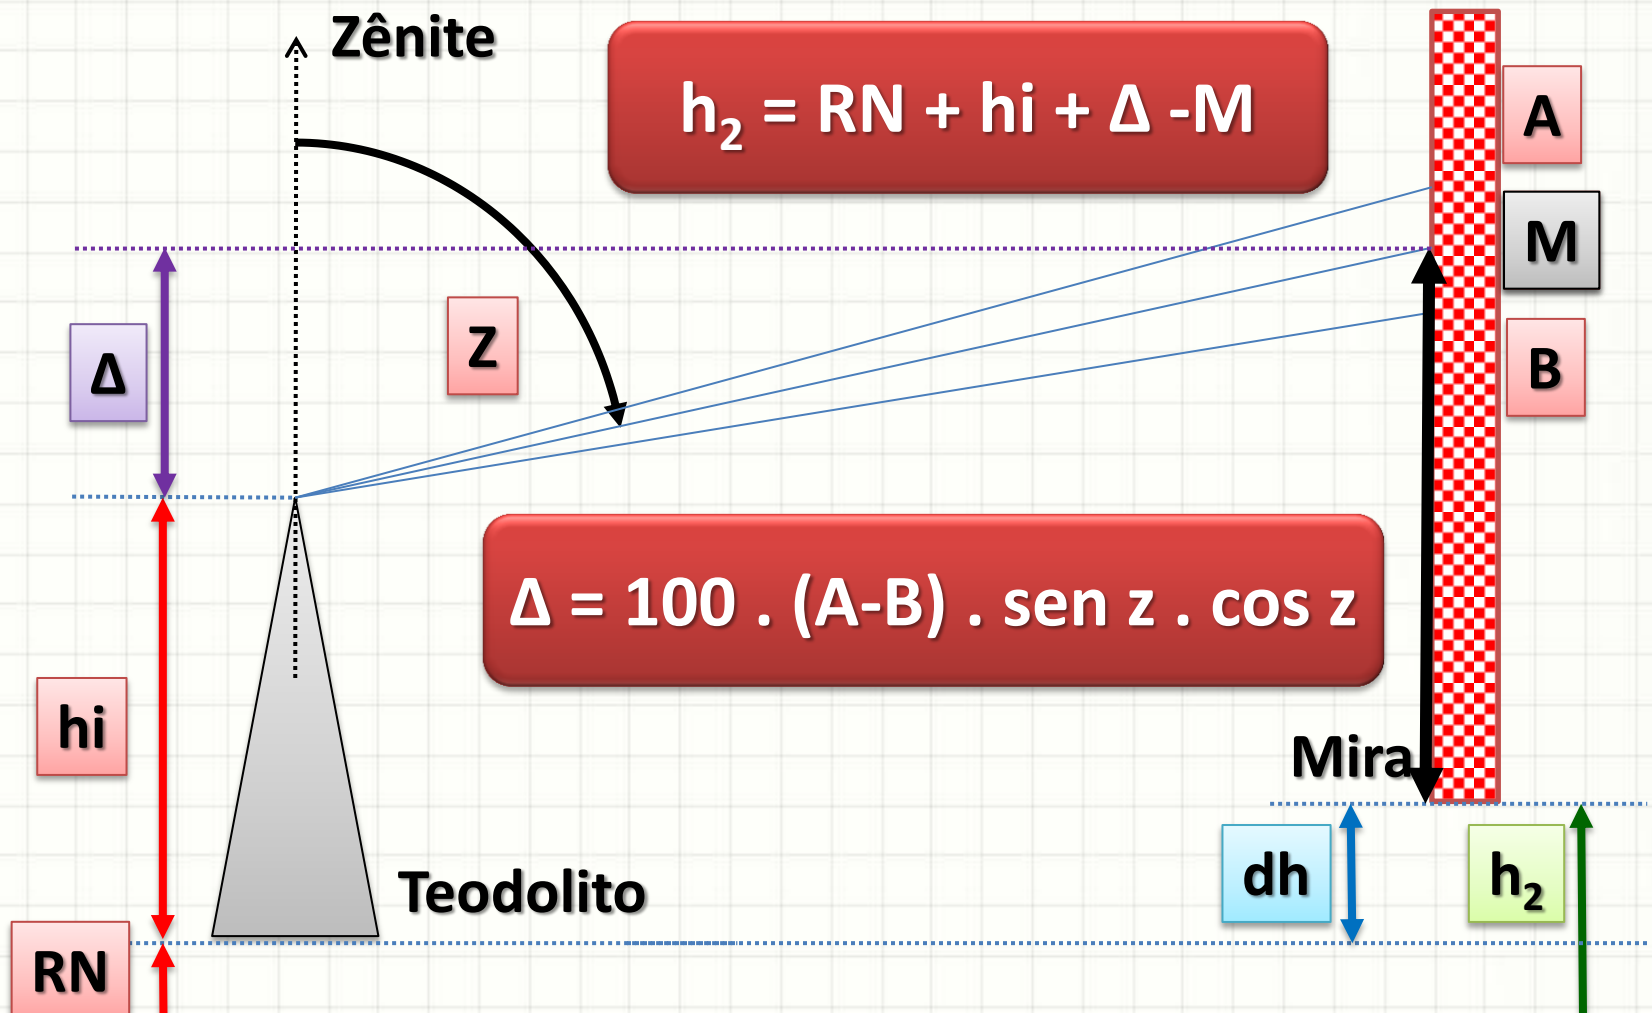 Zênite
h₂ = RN + hi + Δ -M
A
M
Z
Δ
B
Δ = 100 . (A-B) . sen z . cos z
hi
Mira
Teodolito
dh
h₂
RN